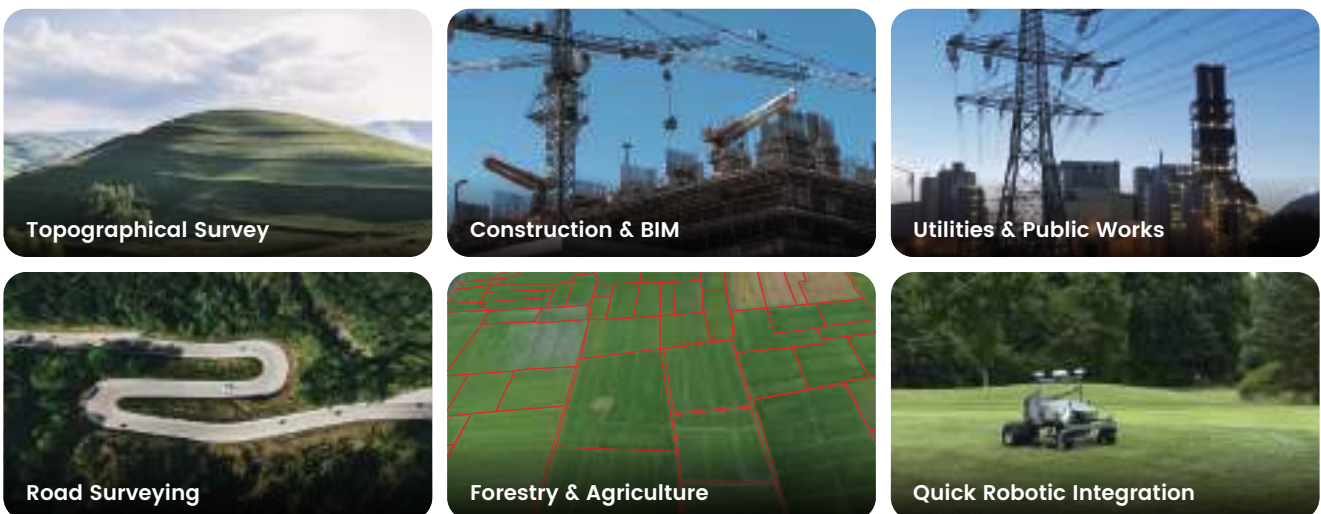 Topographical Survey
Construction & BIM
Utilities & Public Works
Road Surveying
Forestry & Agriculture
Quick Robotic Integration